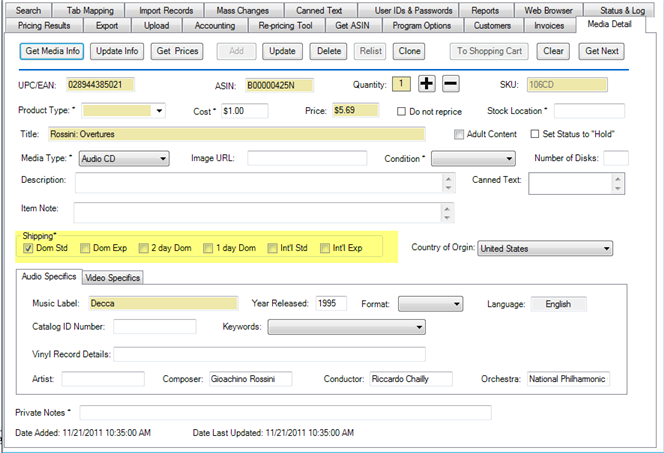 Search Tab Mapping Import Records Mass Changes Canned Text User IDs & Passwords Reports Web Browser Status & Log
Pricing Results Export Upload Accounting Re-pricing Tool Get ASIN Program Options Customers Invoices Media Detail
Get Media Info Update Info Get Prices Add Update Delete Relist Clone To Shopping Cart Clear Get Next
UPC/EAN: 028944385021 ASIN: B00000425N Quantity: 1 + − SKU: 106CD
Product Type: * Cost * $1.00 Price: $5.69 Do not reprice Stock Location *
Title: Rossini: Overtures Adult Content Set Status to "Hold"
Media Type: * Audio CD Image URL: Condition * Number of Disks:
Description: Canned Text:
Item Note:
Shipping*
Dom Std Dom Exp 2 day Dom 1 day Dom Int'l Std Int'l Exp Country of Orgin: United States
Audio Specifics Video Specifics
Music Label: Decca Year Released: 1995 Format: Language: English
Catalog ID Number: Keywords:
Vinyl Record Details:
Artist: Composer: Gioachino Rossini Conductor: Riccardo Chailly Orchestra: National Philharmonic
Private Notes *
Date Added: 11/21/2011 10:35:00 AM Date Last Updated: 11/21/2011 10:35:00 AM